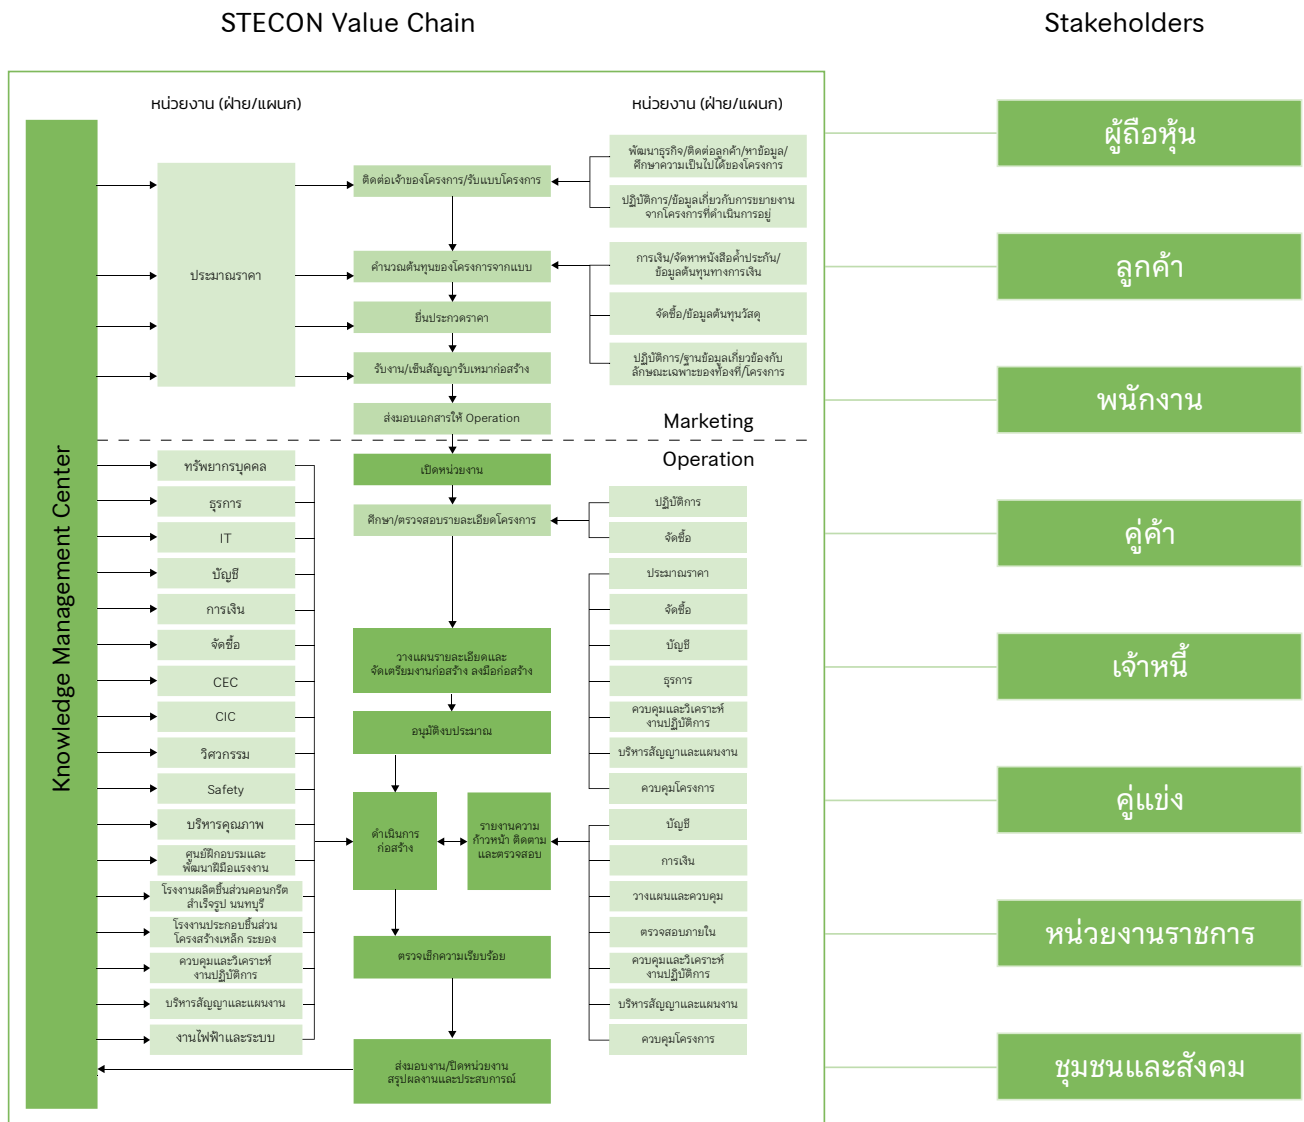 STECON Value Chain
Stakeholders
หน่วยงาน (ฝ่าย/แผนก)
หน่วยงาน (ฝ่าย/แผนก)
Knowledge Management Center
ประมาณราคา
ติดต่อเจ้าของโครงการ/รับแบบโครงการ
คำนวณต้นทุนของโครงการจากแบบ
ยื่นประกวดราคา
รับงาน/เซ็นสัญญารับเหมาก่อสร้าง
ส่งมอบเอกสารให้ Operation
พัฒนาธุรกิจ/ติดต่อลูกค้า/หาข้อมูล/
ศึกษาความเป็นไปได้ของโครงการ
ปฏิบัติการ/ข้อมูลเกี่ยวกับการขยายงาน
จากโครงการที่ดำเนินการอยู่
การเงิน/จัดหาหนังสือค้ำประกัน/
ข้อมูลต้นทุนทางการเงิน
จัดซื้อ/ข้อมูลต้นทุนวัสดุ
ปฏิบัติการ/ฐานข้อมูลเกี่ยวข้องกับ
ลักษณะเฉพาะของท้องที่/โครงการ
Marketing
Operation
ทรัพยากรบุคคล
ธุรการ
IT
บัญชี
การเงิน
จัดซื้อ
CEC
CIC
วิศวกรรม
Safety
บริหารคุณภาพ
ศูนย์ฝึกอบรมและ
พัฒนาฝีมือแรงงาน
โรงงานผลิตชิ้นส่วนคอนกรีต
สำเร็จรูป นนทบุรี
โรงงานประกอบชิ้นส่วน
โครงสร้างเหล็ก ระยอง
ควบคุมและวิเคราะห์
งานปฏิบัติการ
บริหารสัญญาและแผนงาน
งานไฟฟ้าและระบบ
เปิดหน่วยงาน
ศึกษา/ตรวจสอบรายละเอียดโครงการ
วางแผนรายละเอียดและ
จัดเตรียมงานก่อสร้าง ลงมือก่อสร้าง
อนุมัติงบประมาณ
ดำเนินการ
ก่อสร้าง
รายงานความ
ก้าวหน้า ติดตาม
และตรวจสอบ
ตรวจเช็กความเรียบร้อย
ส่งมอบงาน/ปิดหน่วยงาน
สรุปผลงานและประสบการณ์
ปฏิบัติการ
จัดซื้อ
ประมาณราคา
จัดซื้อ
บัญชี
ธุรการ
ควบคุมและวิเคราะห์
งานปฏิบัติการ
บริหารสัญญาและแผนงาน
ควบคุมโครงการ
บัญชี
การเงิน
วางแผนและควบคุม
ตรวจสอบภายใน
ควบคุมและวิเคราะห์
งานปฏิบัติการ
บริหารสัญญาและแผนงาน
ควบคุมโครงการ
ผู้ถือหุ้น
ลูกค้า
พนักงาน
คู่ค้า
เจ้าหนี้
คู่แข่ง
หน่วยงานราชการ
ชุมชนและสังคม